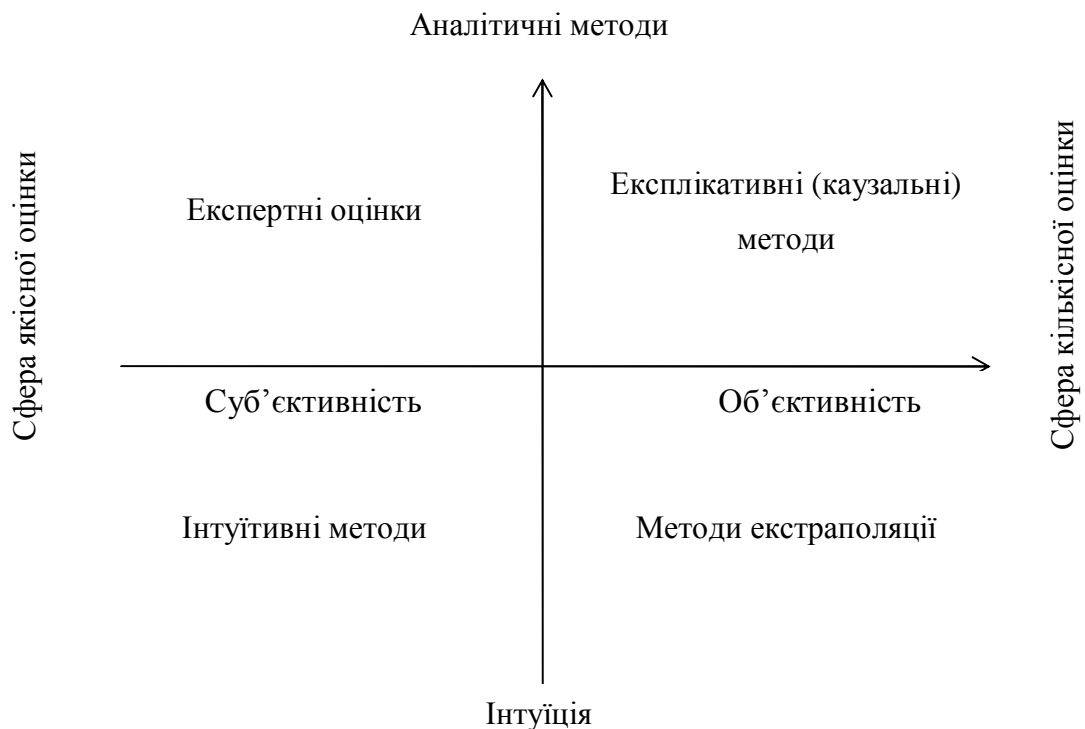 Аналітичні методи
Сфера якісної оцінки
Експертні оцінки
Експлікативні (каузальні)
методи
Сфера кількісної оцінки
Суб’єктивність
Об’єктивність
Інтуїтивні методи
Методи екстраполяції
Інтуїція